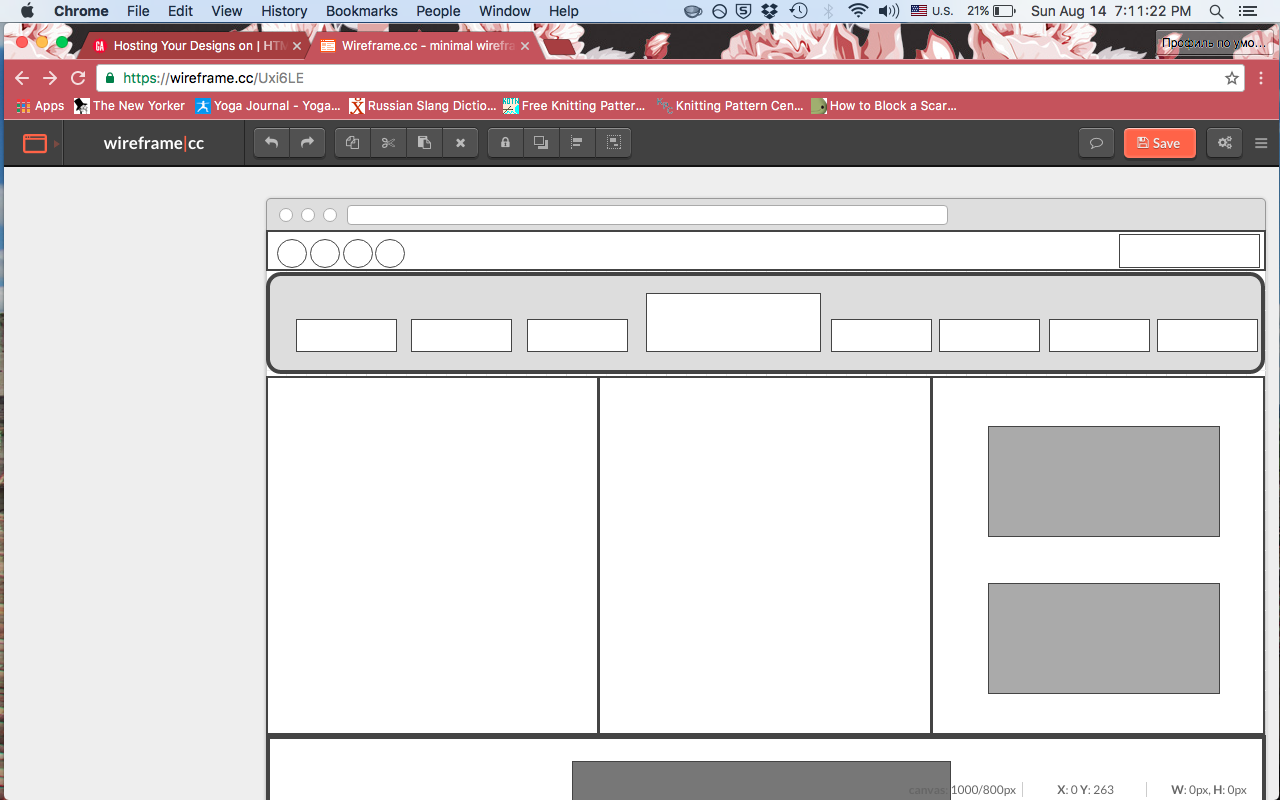 Chrome File Edit View History Bookmarks People Window Help U.S. 21% Sun Aug 14 7:11:22 PM
GA Hosting Your Designs on | HTM Wireframe.cc - minimal wirefra Профиль по умо...
https://wireframe.cc/Uxi6LE
Apps The New Yorker Yoga Journal - Yoga... Russian Slang Dictio... Free Knitting Patter... Knitting Pattern Cen... How to Block a Scar...
wireframe|cc Save
canvas: 1000/800px X: 0 Y: 263 W: 0px, H: 0px